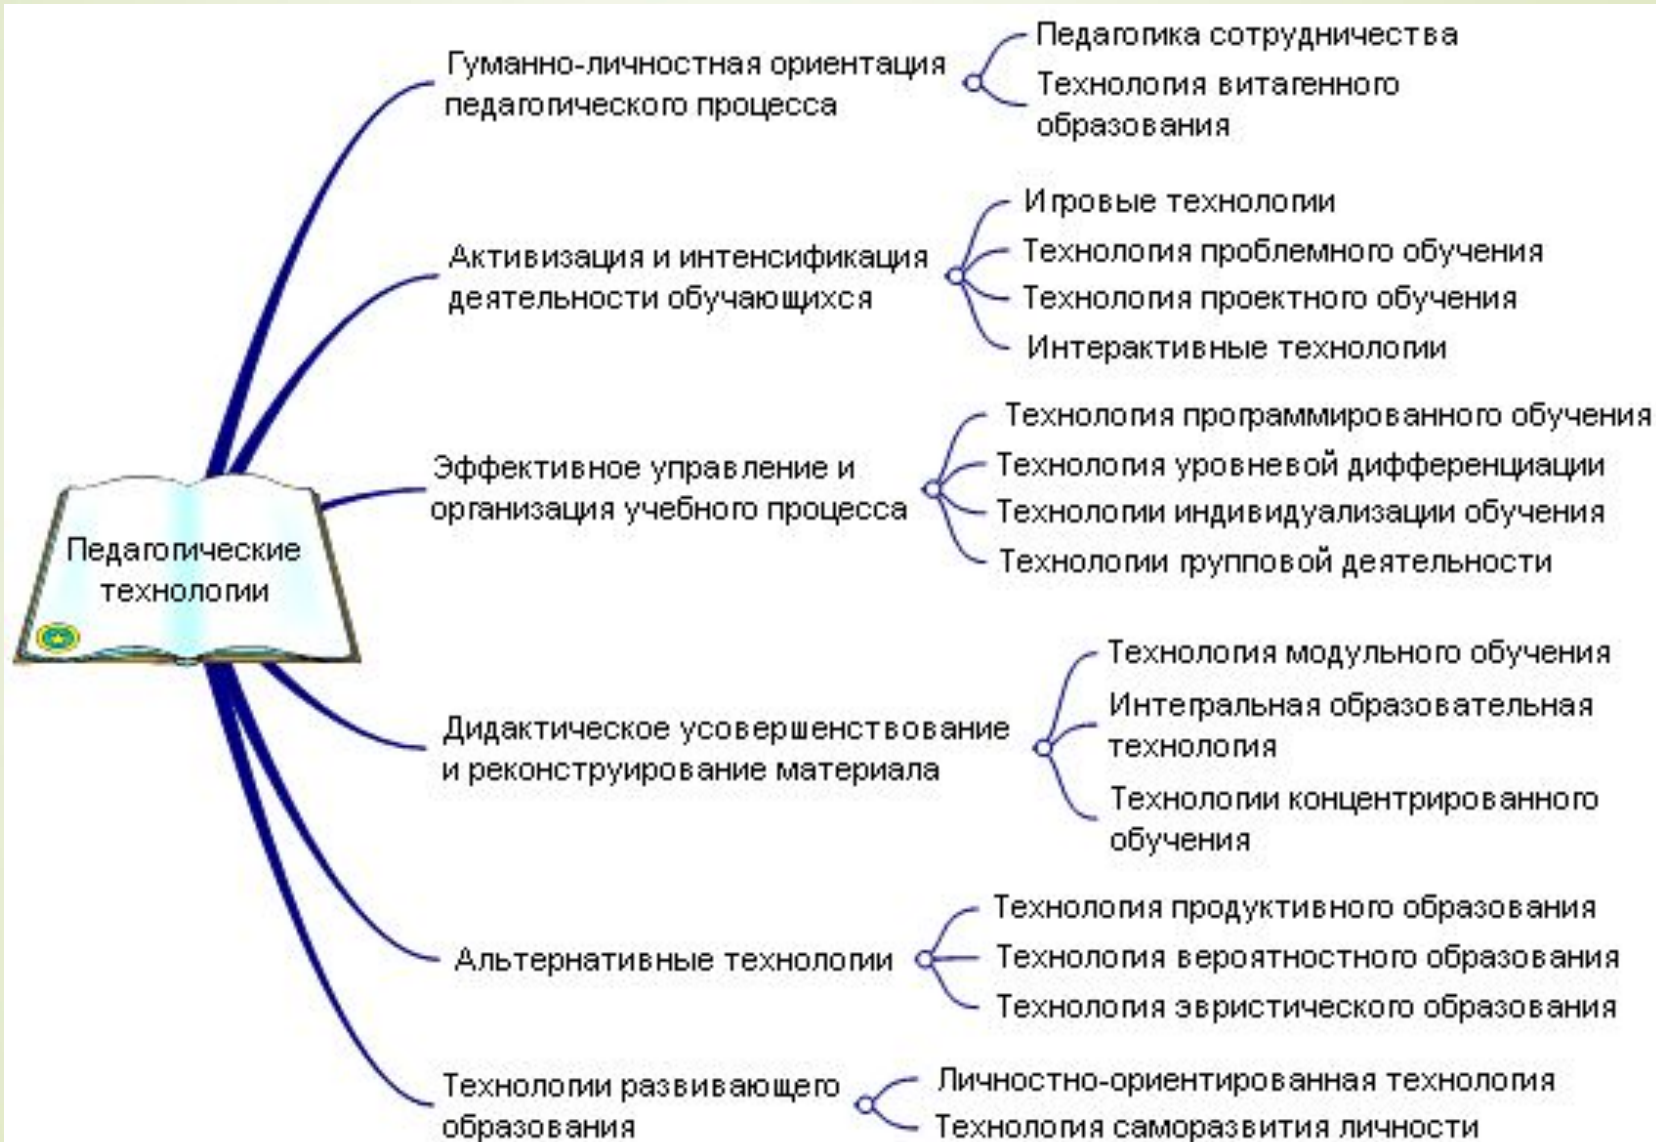 Педагогические
технологии
Гуманно-личностная ориентация
педагогического процесса
Педагогика сотрудничества
Технология витагенного
образования
Активизация и интенсификация
деятельности обучающихся
Игровые технологии
Технология проблемного обучения
Технология проектного обучения
Интерактивные технологии
Эффективное управление и
организация учебного процесса
Технология программированного обучения
Технология уровневой дифференциации
Технологии индивидуализации обучения
Технологии групповой деятельности
Дидактическое усовершенствование
и реконструирование материала
Технология модульного обучения
Интегральная образовательная
технология
Технологии концентрированного
обучения
Альтернативные технологии
Технология продуктивного образования
Технология вероятностного образования
Технология эвристического образования
Технологии развивающего
образования
Личностно-ориентированная технология
Технология саморазвития личности